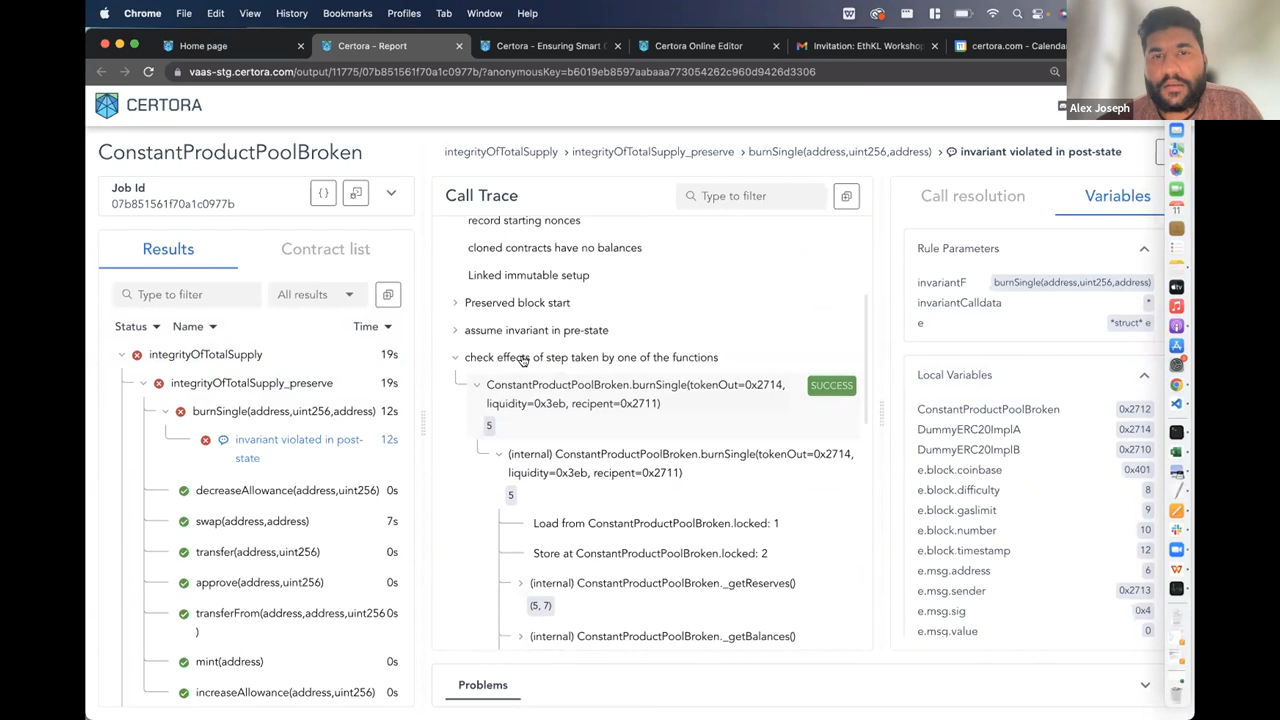 Chrome File Edit View History Bookmarks Profiles Tab Window Help
Home page
Certora - Report
Certora - Ensuring Smart C
Certora Online Editor
Invitation: EthKL Worksho
certora.com - Calenda
vaas-stg.certora.com/output/11775/07b851561f70a1c0977b/?anonymousKey=b6019eb8597aabaaa773054262c960d9426d3306
Alex Joseph
CERTORA
ConstantProductPoolBroken
integrityOfTotalSupply > integrityOfTotalSupply_preserve > burnSingle(address,uint256,address) > invariant violated in post-state
Job Id
07b851561f70a1c0977b
{}
Results
Contract list
Type to filter
All results
Status Name Time
integrityOfTotalSupply 19s
integrityOfTotalSupply_preserve 19s
burnSingle(address,uint256,address) 12s
invariant violated in post- 12s
state
decreaseAllowance(address,uint256) 0s
swap(address,address) 7s
transfer(address,uint256) 0s
approve(address,uint256) 0s
transferFrom(address,address,uint256 0s
)
mint(address) 0s
increaseAllowance(address,uint256) 0s
Call Trace
Type to filter
cord starting nonces
cloned contracts have no balances
Linked immutable setup
Preserved block start
assume invariant in pre-state
check effects of step taken by one of the functions
ConstantProductPoolBroken.burnSingle(tokenOut=0x2714, SUCCESS
liquidity=0x3eb, recipent=0x2711)
5
(internal) ConstantProductPoolBroken.burnSingle(tokenOut=0x2714,
liquidity=0x3eb, recipent=0x2711)
5
Load from ConstantProductPoolBroken.locked: 1
Store at ConstantProductPoolBroken.locked: 2
(internal) ConstantProductPoolBroken._getReserves()
(5, 7)
(internal) ConstantProductPoolBroken._getBalances()
Problems
Call resolution
Variables
Rule Parameters
invariantF burnSingle(address,uint256,address)
invariantCalldata *
*struct* e
Local Variables
ConstantProductPoolBroken 0x2712
DummyERC20ImplA 0x2714
DummyERC20ImplB 0x2710
e.block.coinbase 0x401
e.block.difficulty 8
e.block.gaslimit 9
e.block.number 10
e.block.timestamp 12
e.msg.address 6
e.msg.sender 0x2713
e.msg.sig 0x4
e.msg.value 0